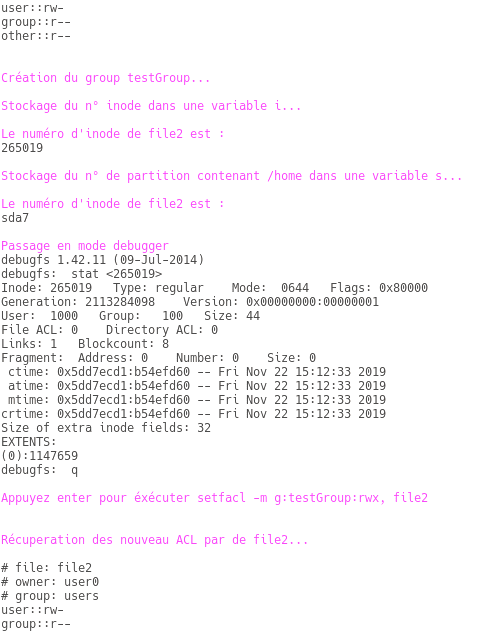 user::rw-
group::r--
other::r--
Création du group testGroup...
Stockage du n° inode dans une variable i...
Le numéro d'inode de file2 est :
265019
Stockage du n° de partition contenant /home dans une variable s...
Le numéro d'inode de file2 est :
sda7
Passage en mode debugger
debugfs 1.42.11 (09-Jul-2014)
debugfs:  stat <265019>
Inode: 265019   Type: regular    Mode:  0644   Flags: 0x80000
Generation: 2113284098    Version: 0x00000000:00000001
User:  1000   Group:   100   Size: 44
File ACL: 0    Directory ACL: 0
Links: 1   Blockcount: 8
Fragment:  Address: 0    Number: 0    Size: 0
 ctime: 0x5dd7ecd1:b54efd60 -- Fri Nov 22 15:12:33 2019
 atime: 0x5dd7ecd1:b54efd60 -- Fri Nov 22 15:12:33 2019
 mtime: 0x5dd7ecd1:b54efd60 -- Fri Nov 22 15:12:33 2019
crtime: 0x5dd7ecd1:b54efd60 -- Fri Nov 22 15:12:33 2019
Size of extra inode fields: 32
EXTENTS:
(0):1147659
debugfs:  q
Appuyez enter pour éxécuter setfacl -m g:testGroup:rwx, file2
Récuperation des nouveau ACL par de file2...
# file: file2
# owner: user0
# group: users
user::rw-
group::r--